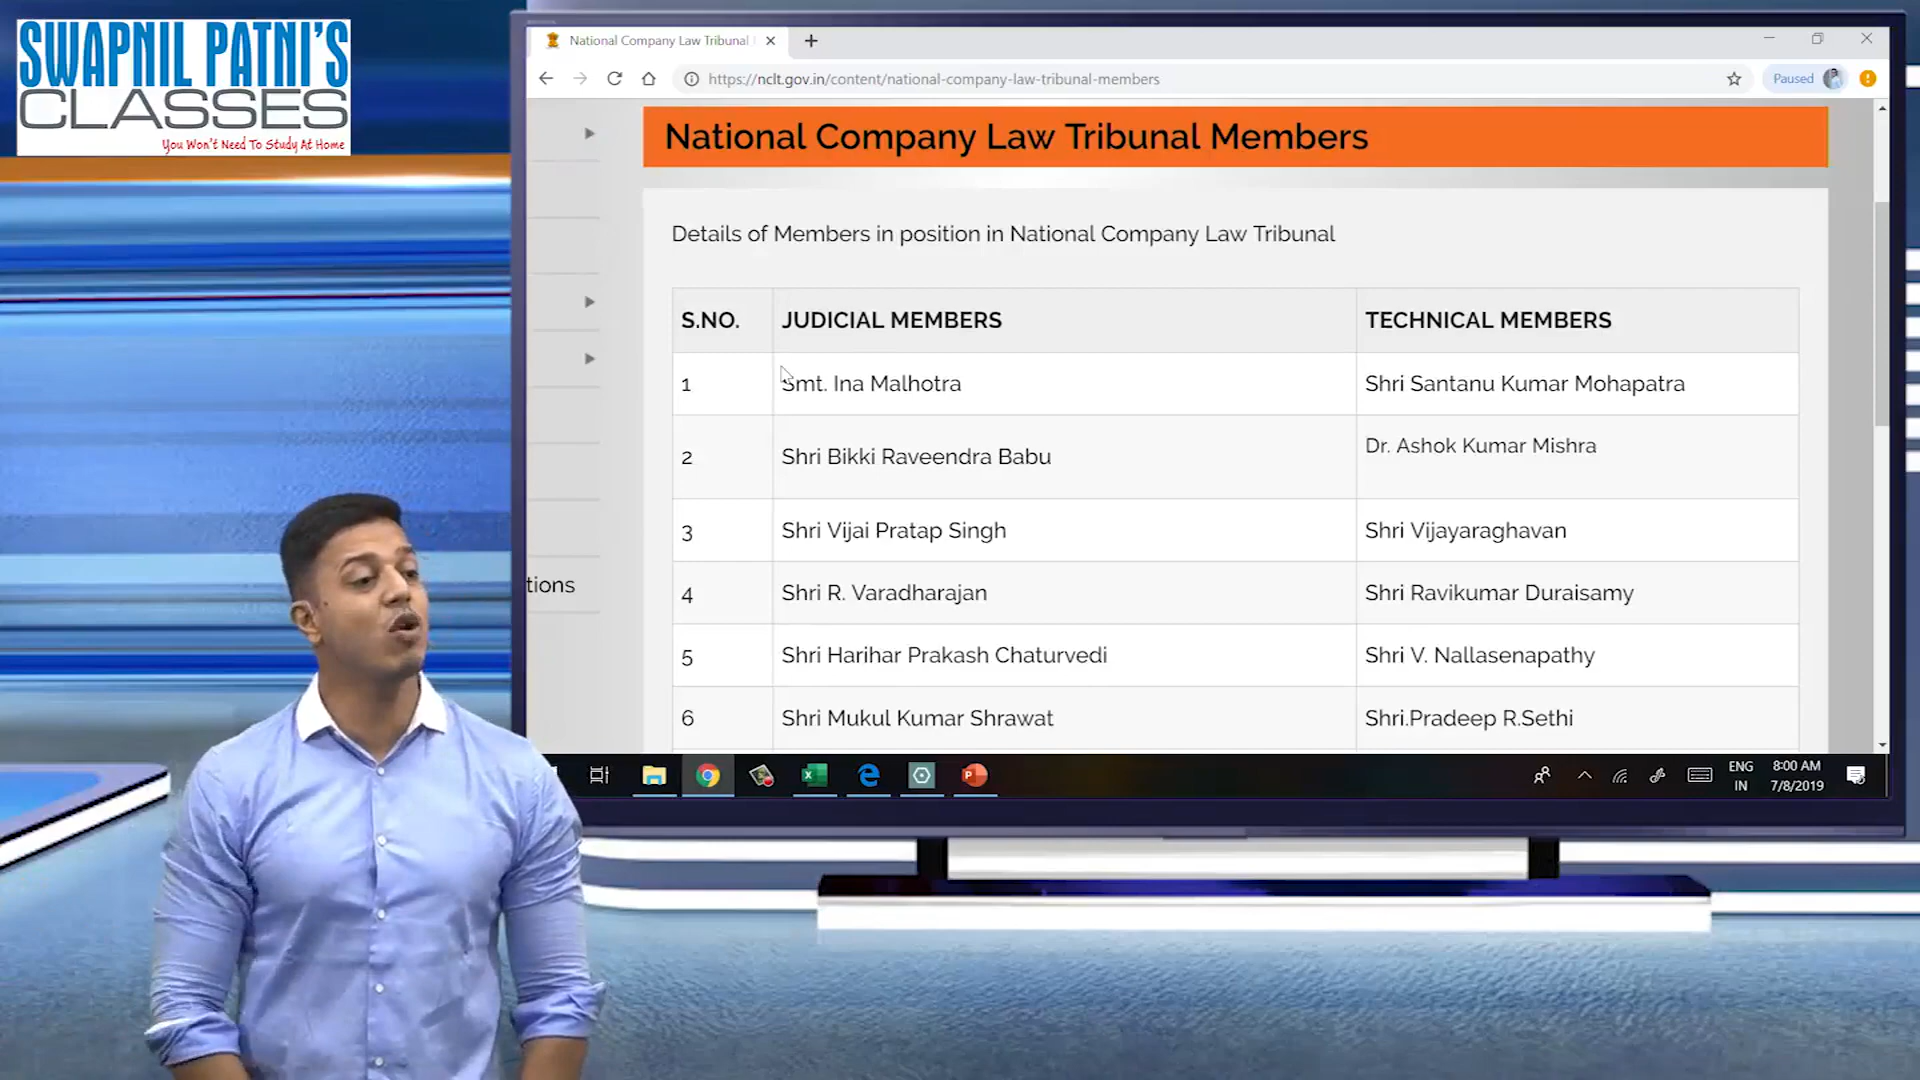 SWAPNIL PATNI'S
CLASSES
You Won't Need To Study At Home
National Company Law Tribunal
https://nclt.gov.in/content/national-company-law-tribunal-members
Paused
National Company Law Tribunal Members
Details of Members in position in National Company Law Tribunal
S.NO. JUDICIAL MEMBERS TECHNICAL MEMBERS
1 Smt. Ina Malhotra Shri Santanu Kumar Mohapatra
2 Shri Bikki Raveendra Babu Dr. Ashok Kumar Mishra
3 Shri Vijai Pratap Singh Shri Vijayaraghavan
4 Shri R. Varadharajan Shri Ravikumar Duraisamy
tions
5 Shri Harihar Prakash Chaturvedi Shri V. Nallasenapathy
6 Shri Mukul Kumar Shrawat Shri.Pradeep R.Sethi
ENG 8:00 AM
IN 7/8/2019